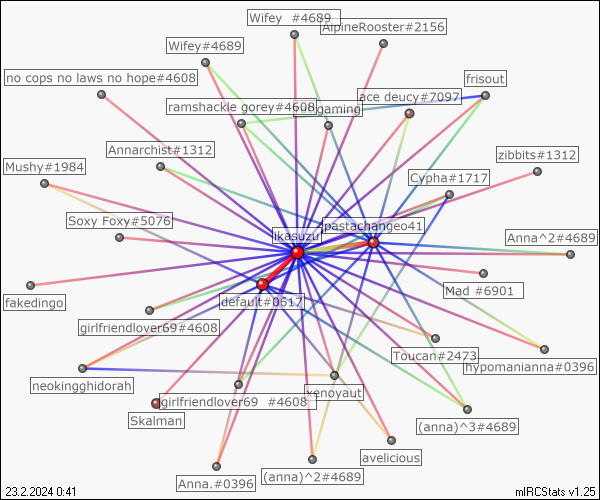 Wifey  #4689
AlpineRooster#2156
Wifey#4689
no cops no laws no hope#4608
frisout
ace deucy#7097
ramshackle gorey#4608
gaming
Annarchist#1312
zibbits#1312
Mushy#1984
Cypha#1717
Soxy Foxy#5076
pastachangeo41
ikasuzu
Anna^2#4689
Mad #6901
fakedingo
default#0617
girlfriendlover69#4608
Toucan#2473
hypomanianna#0396
neokingghidorah
xenoyaut
girlfriendlover69  #4608
Skalman
(anna)^3#4689
avelicious
(anna)^2#4689
Anna.#0396
23.2.2024 0:41
mIRCStats v1.25